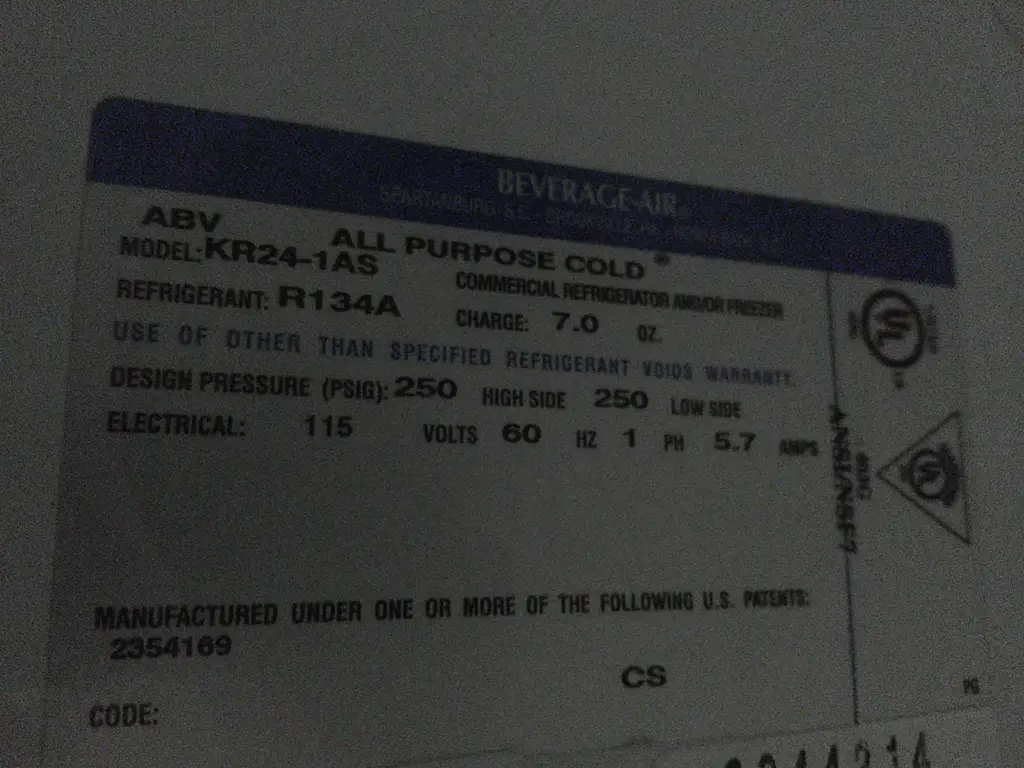 BEVERAGE-AIR
ABV ALL PURPOSE COLD ®
MODEL: KR24-1AS COMMERCIAL REFRIGERATOR AND/OR FREEZER
REFRIGERANT: R134A CHARGE: 7.0 OZ.
USE OF OTHER THAN SPECIFIED REFRIGERANT VOIDS WARRANTY.
DESIGN PRESSURE (PSIG): 250 HIGH SIDE 250 LOW SIDE
ELECTRICAL: 115 VOLTS 60 HZ 1 PH 5.7 AMPS
MANUFACTURED UNDER ONE OR MORE OF THE FOLLOWING U.S. PATENTS:
2354169
CS
CODE:
PG
UL
ANSI/NSF7
UL